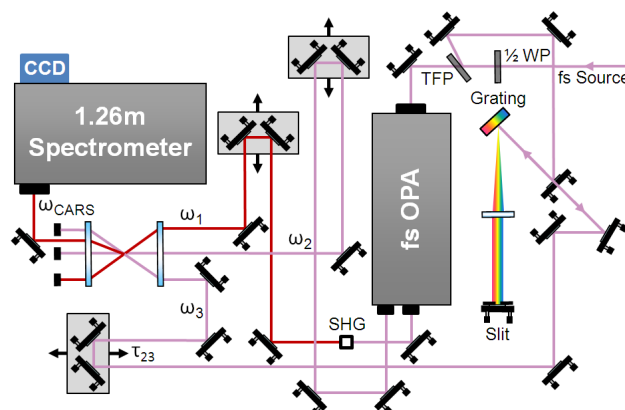 CCD
1.26m
Spectrometer
ω_CARS
ω₁
ω₂
ω₃
τ₂₃
SHG
fs OPA
TFP
½ WP
fs Source
Grating
Slit